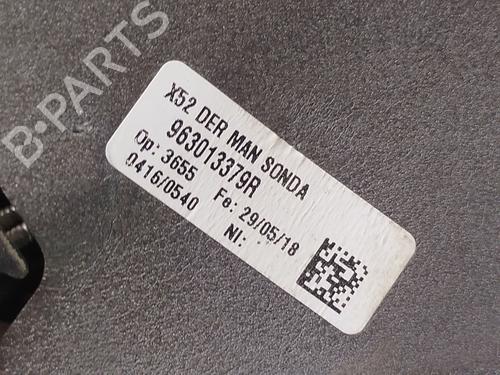 B-PARTS
X52 DER MAN SONDA
963013379R
Op: 3655 Fe: 29/05/18
0416/0540 NI: